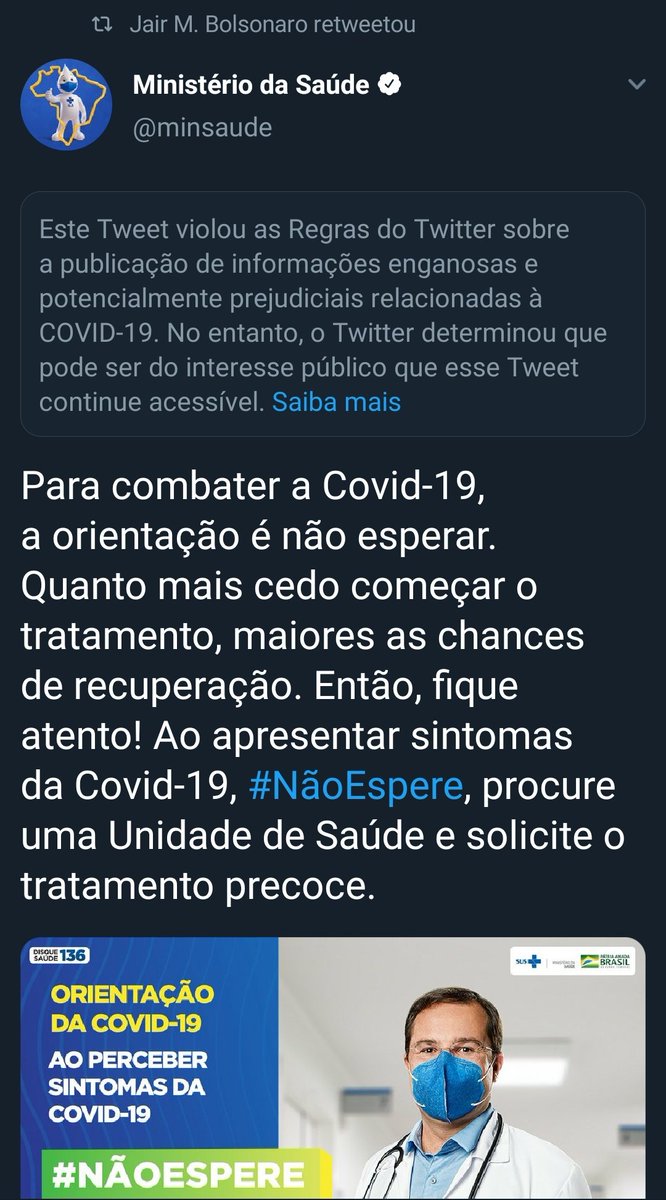 Jair M. Bolsonaro retweetou
Ministério da Saúde
@minsaude
Este Tweet violou as Regras do Twitter sobre
a publicação de informações enganosas e
potencialmente prejudiciais relacionadas à
COVID-19. No entanto, o Twitter determinou que
pode ser do interesse público que esse Tweet
continue acessível. Saiba mais
Para combater a Covid-19,
a orientação é não esperar.
Quanto mais cedo começar o
tratamento, maiores as chances
de recuperação. Então, fique
atento! Ao apresentar sintomas
da Covid-19, #NãoEspere, procure
uma Unidade de Saúde e solicite o
tratamento precoce.
DISQUE
SAÚDE 136
SUS
MINISTÉRIO DA
SAÚDE
PÁTRIA AMADA
BRASIL
ORIENTAÇÃO
DA COVID-19
AO PERCEBER
SINTOMAS DA
COVID-19
#NÃOESPERE